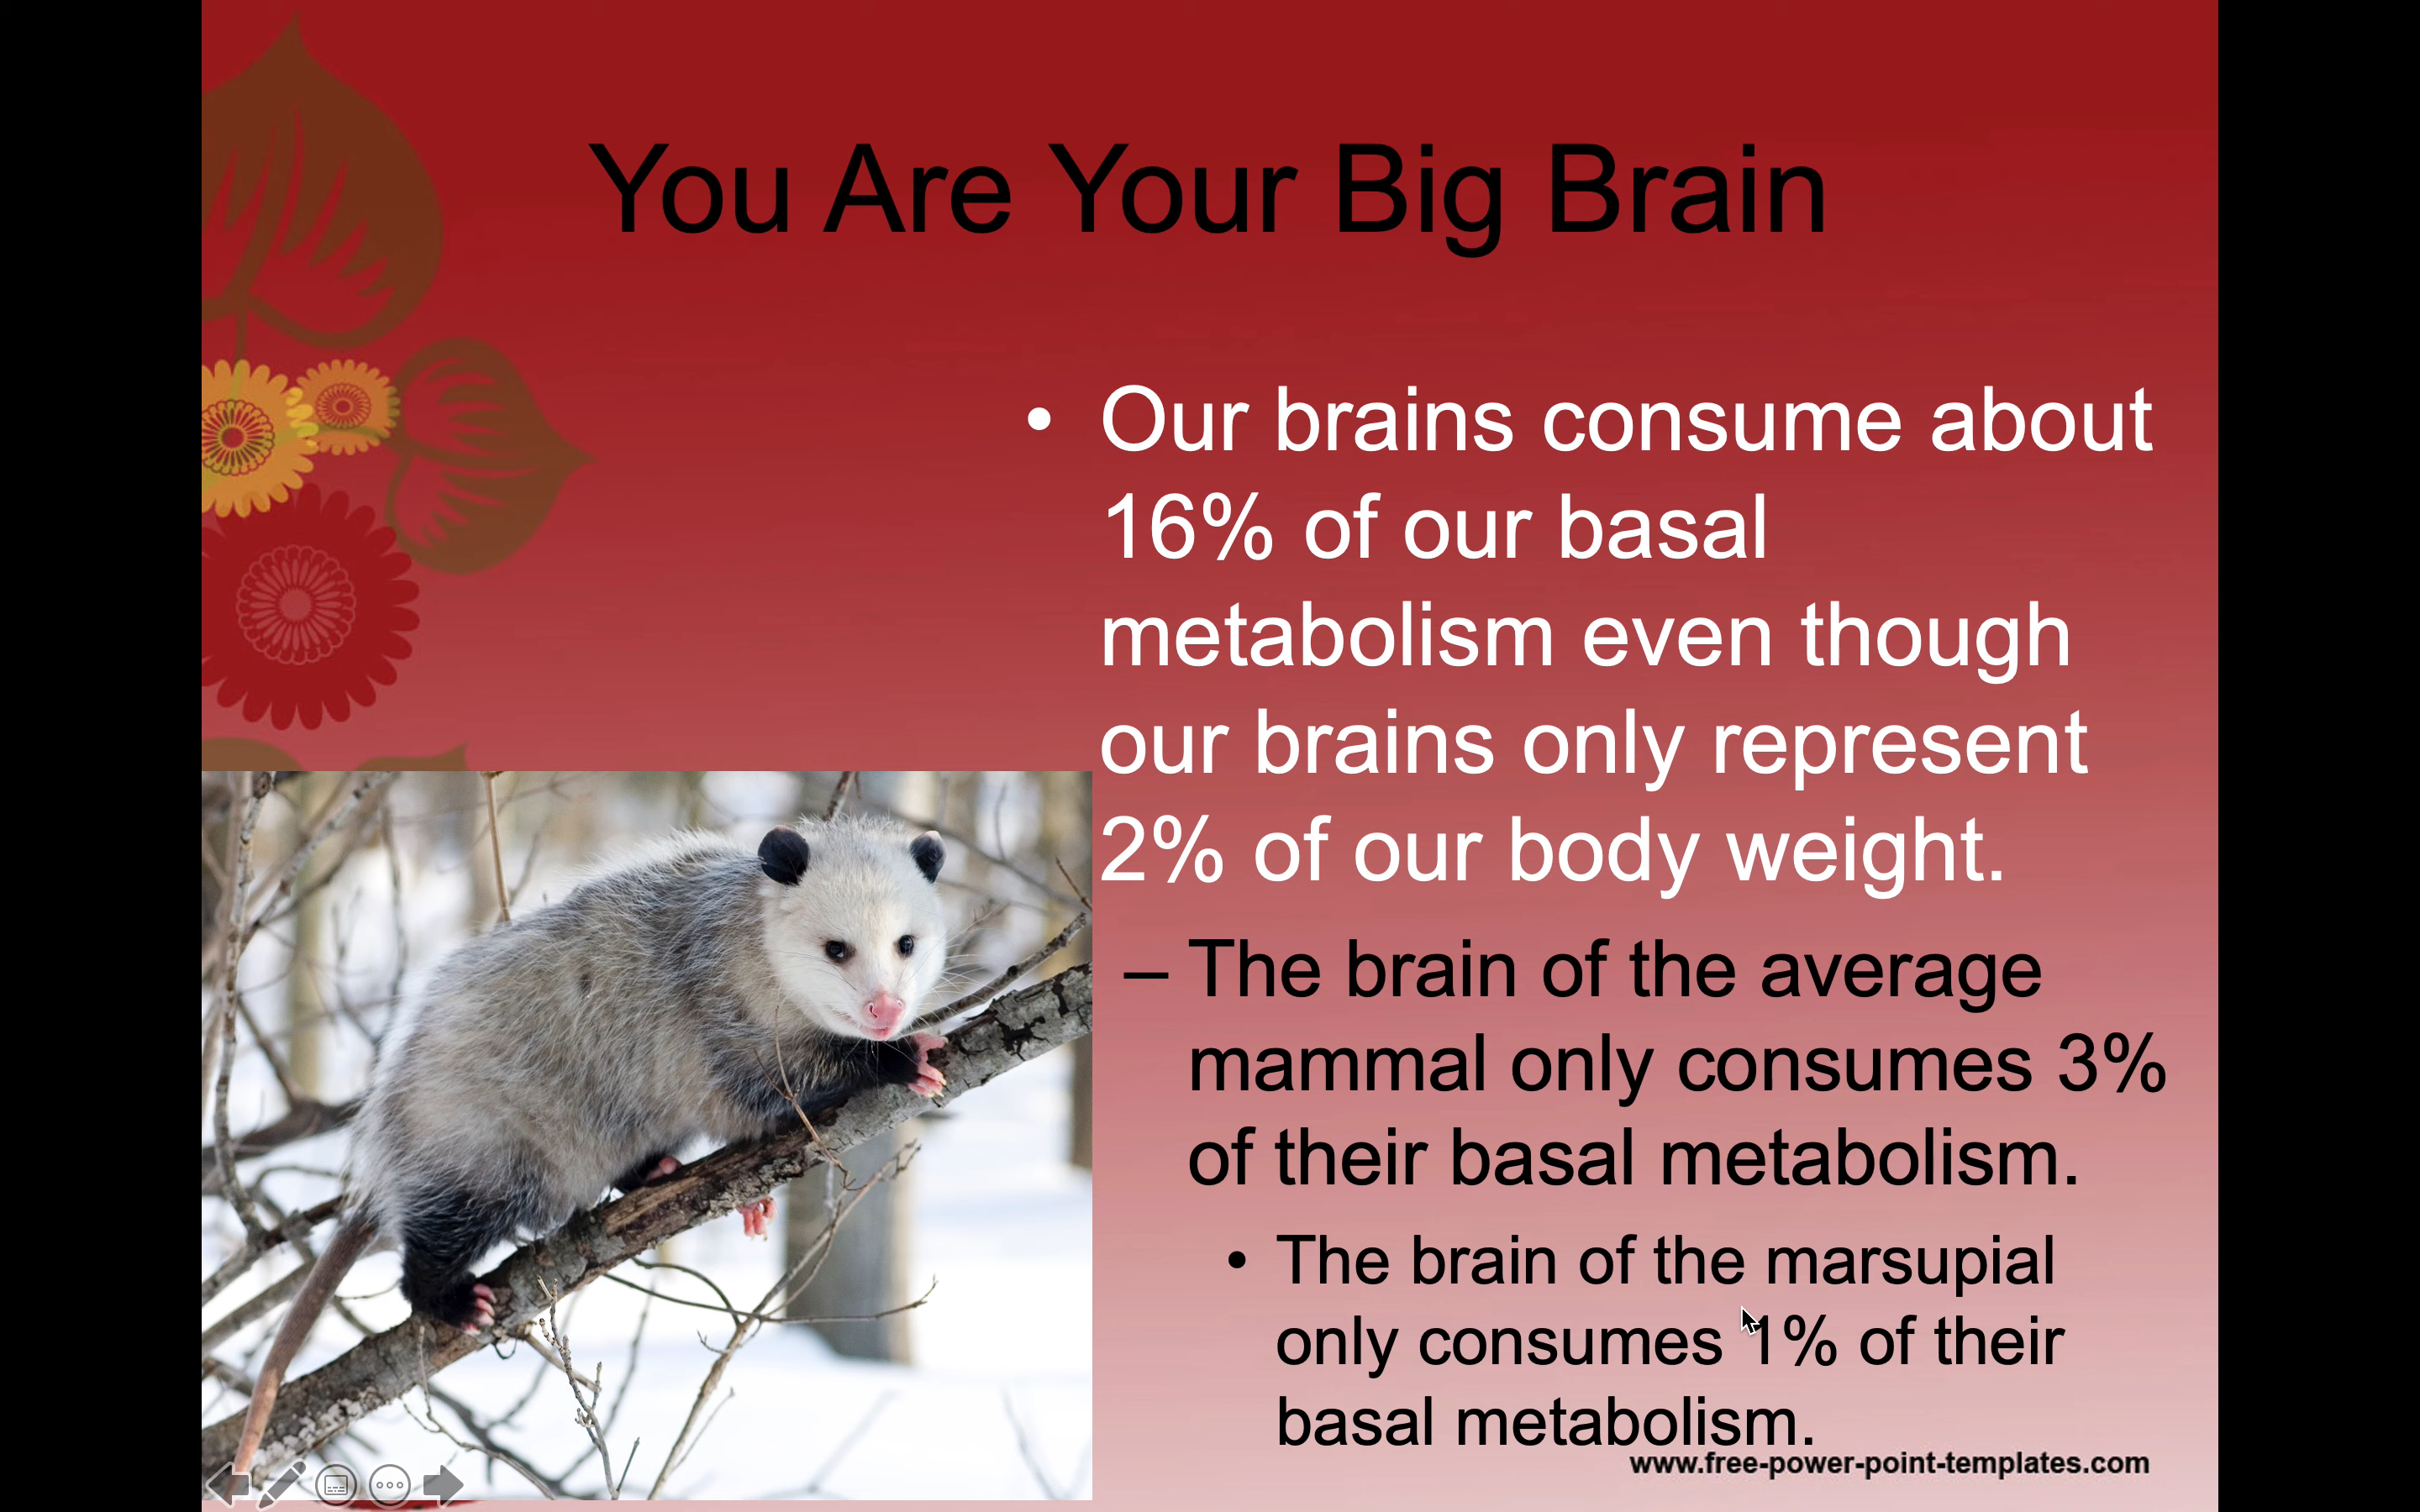 You Are Your Big Brain
• Our brains consume about
16% of our basal
metabolism even though
our brains only represent
2% of our body weight.
– The brain of the average
mammal only consumes 3%
of their basal metabolism.
• The brain of the marsupial
only consumes 1% of their
basal metabolism.
www.free-power-point-templates.com